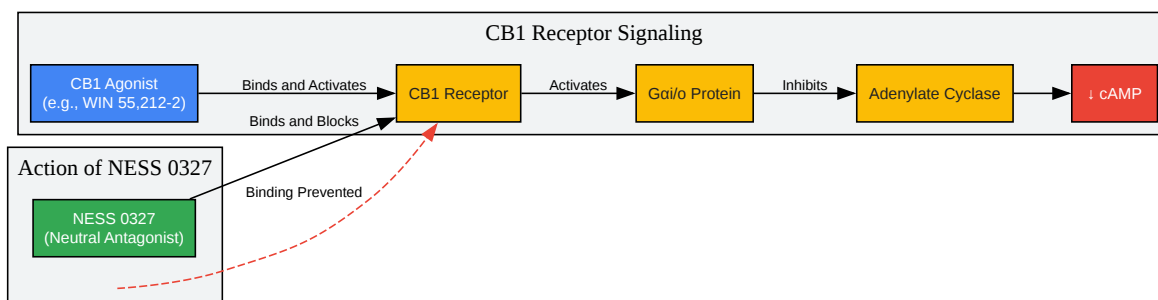 CB1 Receptor Signaling
CB1 Agonist
(e.g., WIN 55,212-2)
Binds and Activates
CB1 Receptor
Activates
Gαi/o Protein
Inhibits
Adenylate Cyclase
↓ cAMP
Binds and Blocks
Action of NESS 0327
Binding Prevented
NESS 0327
(Neutral Antagonist)